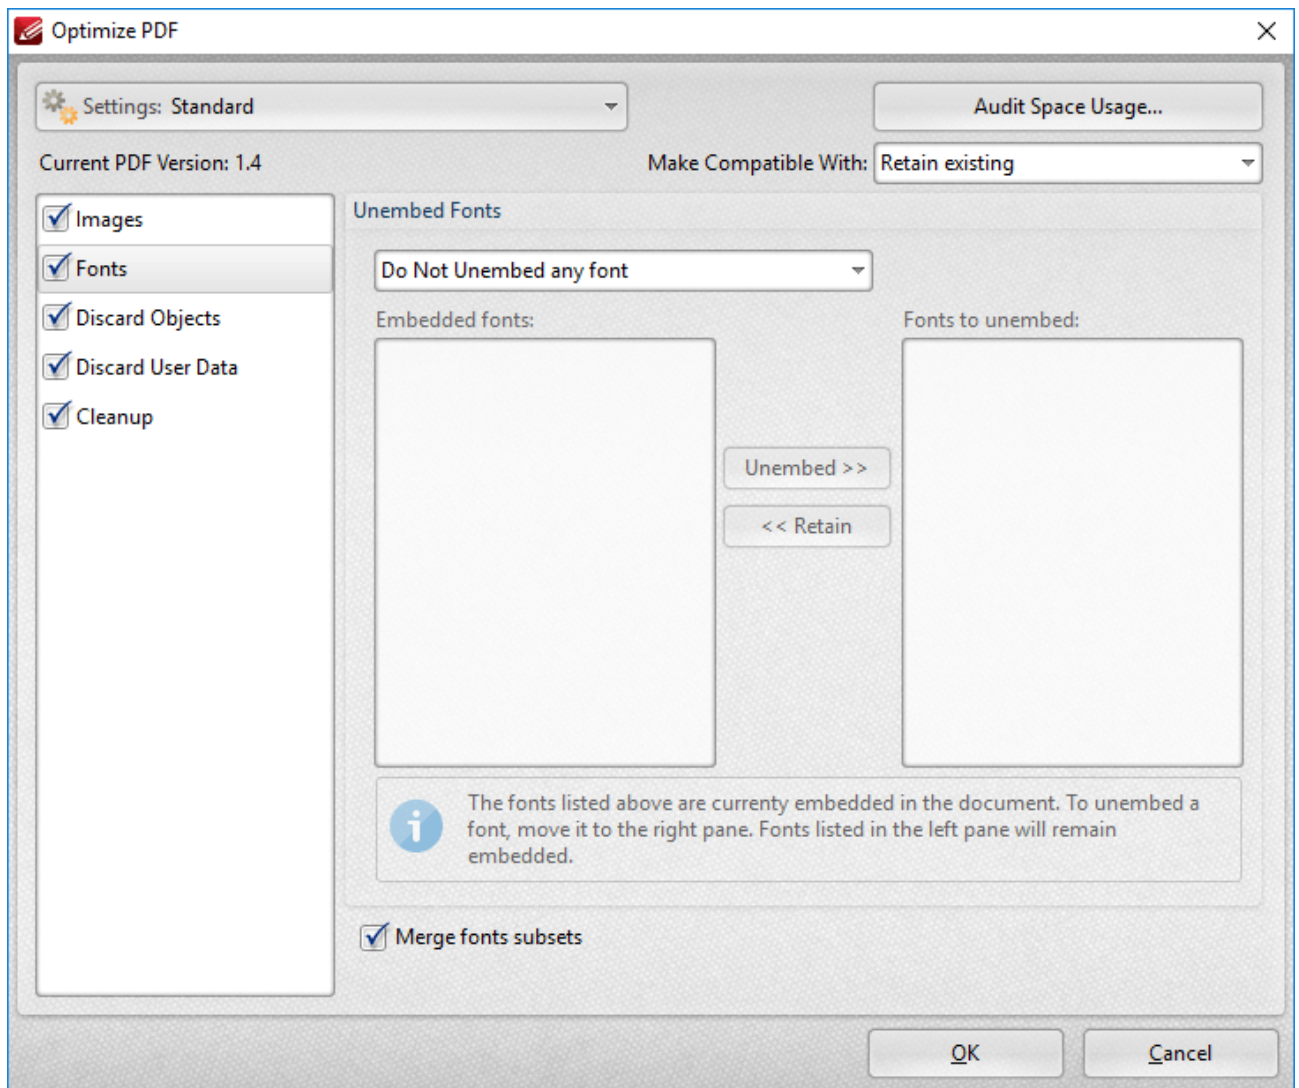 Optimize PDF
Settings: Standard
Audit Space Usage...
Current PDF Version: 1.4
Make Compatible With: Retain existing
Images
Fonts
Discard Objects
Discard User Data
Cleanup
Unembed Fonts
Do Not Unembed any font
Embedded fonts:
Fonts to unembed:
Unembed >>
<< Retain
The fonts listed above are currenty embedded in the document. To unembed a
font, move it to the right pane. Fonts listed in the left pane will remain
embedded.
Merge fonts subsets
OK
Cancel